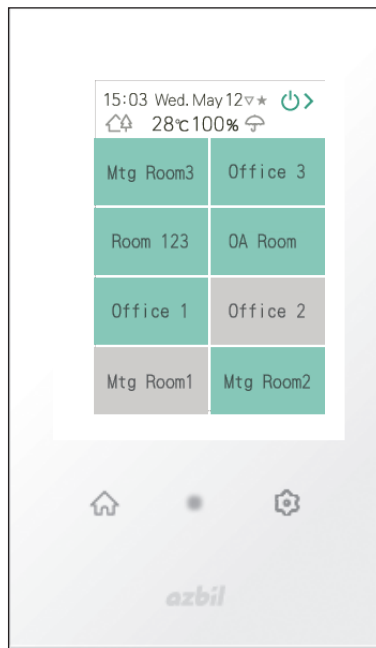 15:03 Wed. May 12▽★
28℃ 100%
Mtg Room3 Office 3
Room 123 OA Room
Office 1 Office 2
Mtg Room1 Mtg Room2
azbil